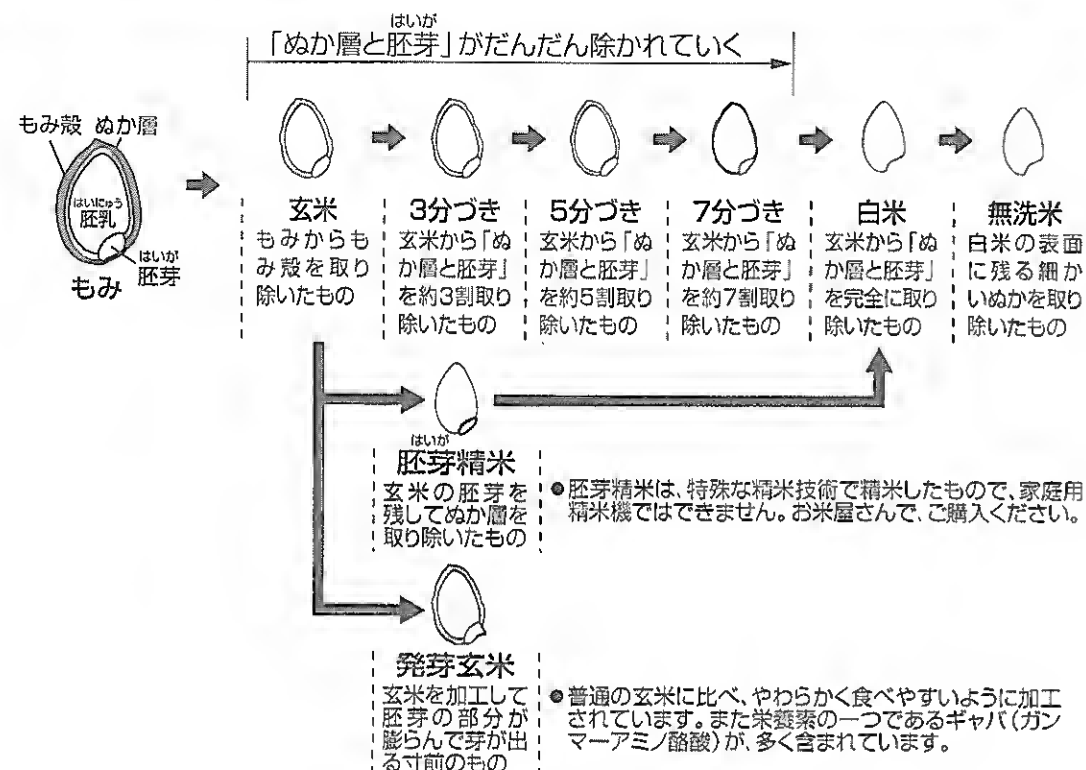 はいが
「ぬか層と胚芽」がだんだん除かれていく
もみ殻 ぬか層
はいにゅう
胚乳
はいが
胚芽
もみ
玄米
もみからも
み殻を取り
除いたもの
3分づき
玄米から「ぬ
か層と胚芽」
を約3割取り
除いたもの
5分づき
玄米から「ぬ
か層と胚芽」
を約5割取り
除いたもの
7分づき
玄米から「ぬ
か層と胚芽」
を約7割取り
除いたもの
白米
玄米から「ぬ
か層と胚芽」
を完全に取り
除いたもの
無洗米
白米の表面
に残る細か
いぬかを取り
除いたもの
はいが
胚芽精米
玄米の胚芽を
残してぬか層を
取り除いたもの
●胚芽精米は、特殊な精米技術で精米したもので、家庭用
精米機ではできません。お米屋さんで、ご購入ください。
発芽玄米
玄米を加工して
胚芽の部分が
膨らんで芽が出
る寸前のもの
●普通の玄米に比べ、やわらかく食べやすいように加工
されています。また栄養素の一つであるギャバ(ガン
マーアミノ酪酸)が、多く含まれています。